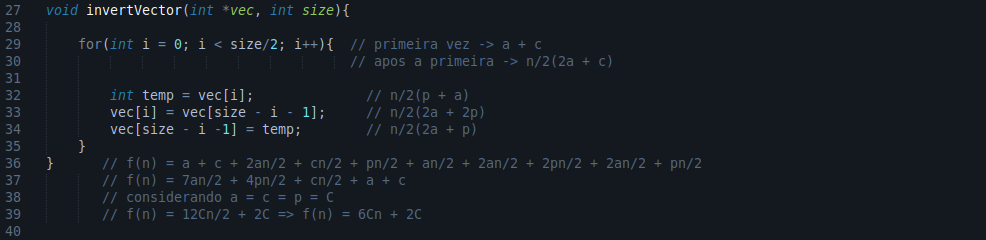 27 void invertVector(int *vec, int size){
28
29 for(int i = 0; i < size/2; i++){ // primeira vez -> a + c
30 // apos a primeira -> n/2(2a + c)
31
32 int temp = vec[i]; // n/2(p + a)
33 vec[i] = vec[size - i - 1]; // n/2(2a + 2p)
34 vec[size - i -1] = temp; // n/2(2a + p)
35 }
36 } // f(n) = a + c + 2an/2 + cn/2 + pn/2 + an/2 + 2an/2 + 2pn/2 + 2an/2 + pn/2
37 // f(n) = 7an/2 + 4pn/2 + cn/2 + a + c
38 // considerando a = c = p = C
39 // f(n) = 12Cn/2 + 2C => f(n) = 6Cn + 2C
40